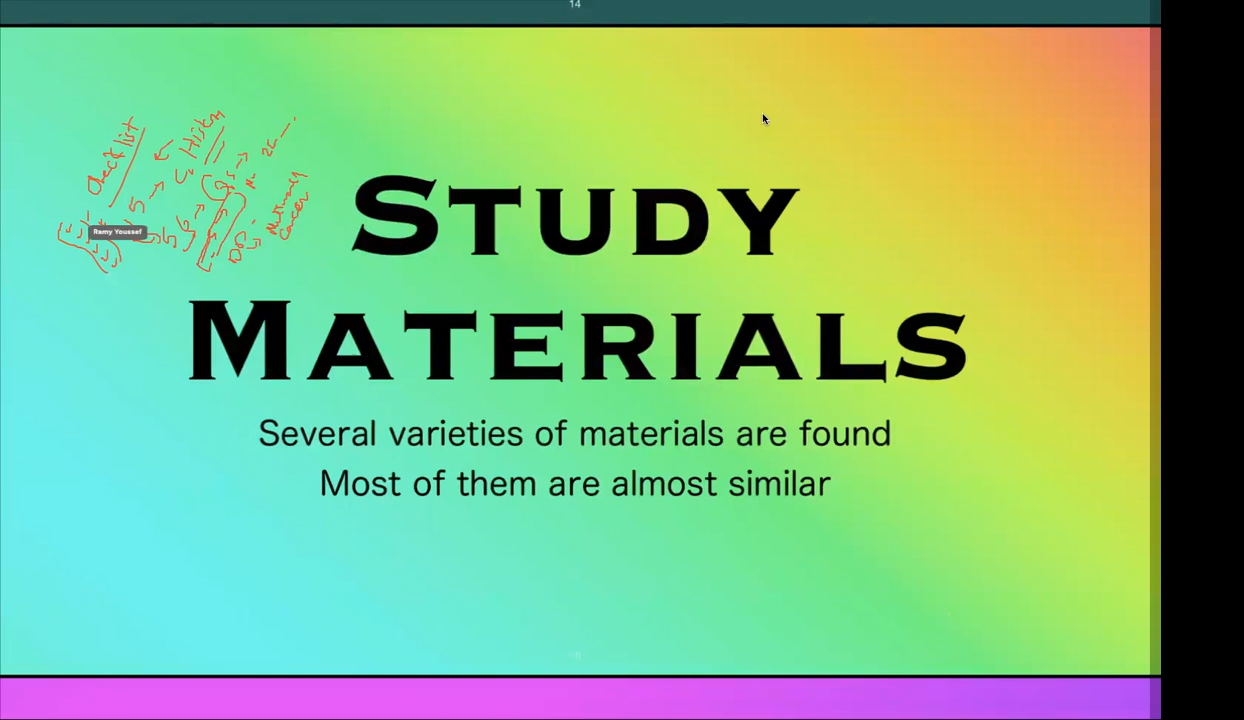 14
Check list
History
Ramy Youssef
STUDY
MATERIALS
Several varieties of materials are found
Most of them are almost similar